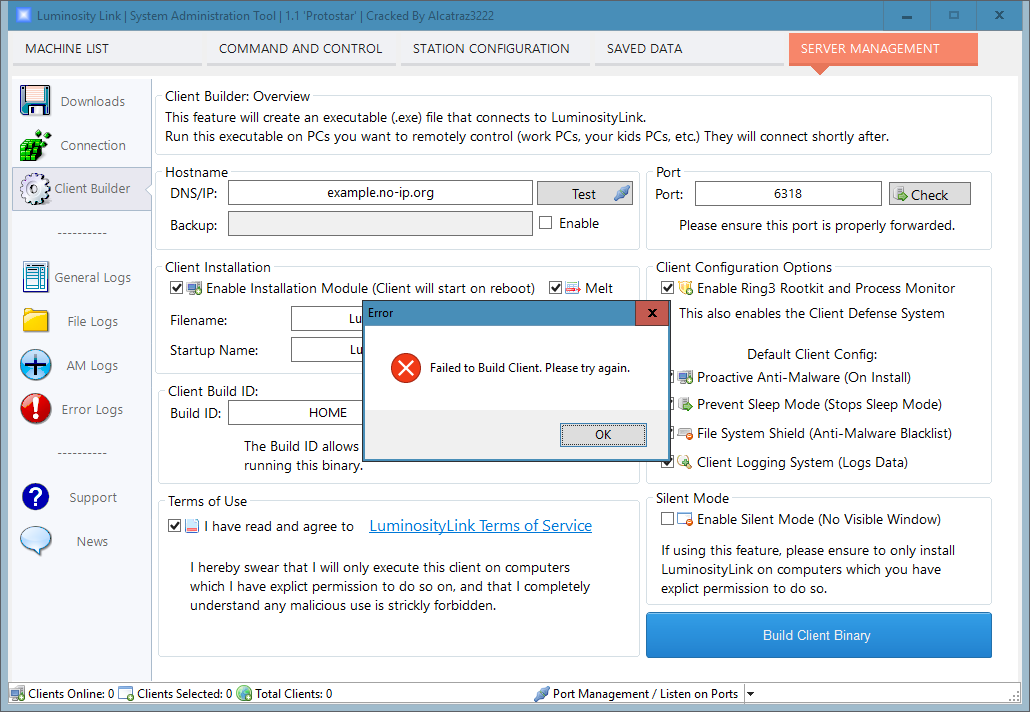 Luminosity Link | System Administration Tool | 1.1 'Protostar' | Cracked By Alcatraz3222
MACHINE LIST
COMMAND AND CONTROL
STATION CONFIGURATION
SAVED DATA
SERVER MANAGEMENT
Downloads
Connection
Client Builder
----------
General Logs
File Logs
AM Logs
Error Logs
----------
Support
News
Client Builder: Overview
This feature will create an executable (.exe) file that connects to LuminosityLink.
Run this executable on PCs you want to remotely control (work PCs, your kids PCs, etc.) They will connect shortly after.
Hostname
DNS/IP:
example.no-ip.org
Test
Backup:
Enable
Port
Port:
6318
Check
Please ensure this port is properly forwarded.
Client Installation
Enable Installation Module (Client will start on reboot)
Melt
Filename:
Lu
Startup Name:
Lu
Client Build ID:
Build ID:
HOME
The Build ID allows
running this binary.
Error
Failed to Build Client. Please try again.
OK
Client Configuration Options
Enable Ring3 Rootkit and Process Monitor
This also enables the Client Defense System
Default Client Config:
Proactive Anti-Malware (On Install)
Prevent Sleep Mode (Stops Sleep Mode)
File System Shield (Anti-Malware Blacklist)
Client Logging System (Logs Data)
Terms of Use
I have read and agree to LuminosityLink Terms of Service
I hereby swear that I will only execute this client on computers
which I have explict permission to do so on, and that I completely
understand any malicious use is strickly forbidden.
Silent Mode
Enable Silent Mode (No Visible Window)
If using this feature, please ensure to only install
LuminosityLink on computers which you have
explict permission to do so.
Build Client Binary
Clients Online: 0
Clients Selected: 0
Total Clients: 0
Port Management / Listen on Ports